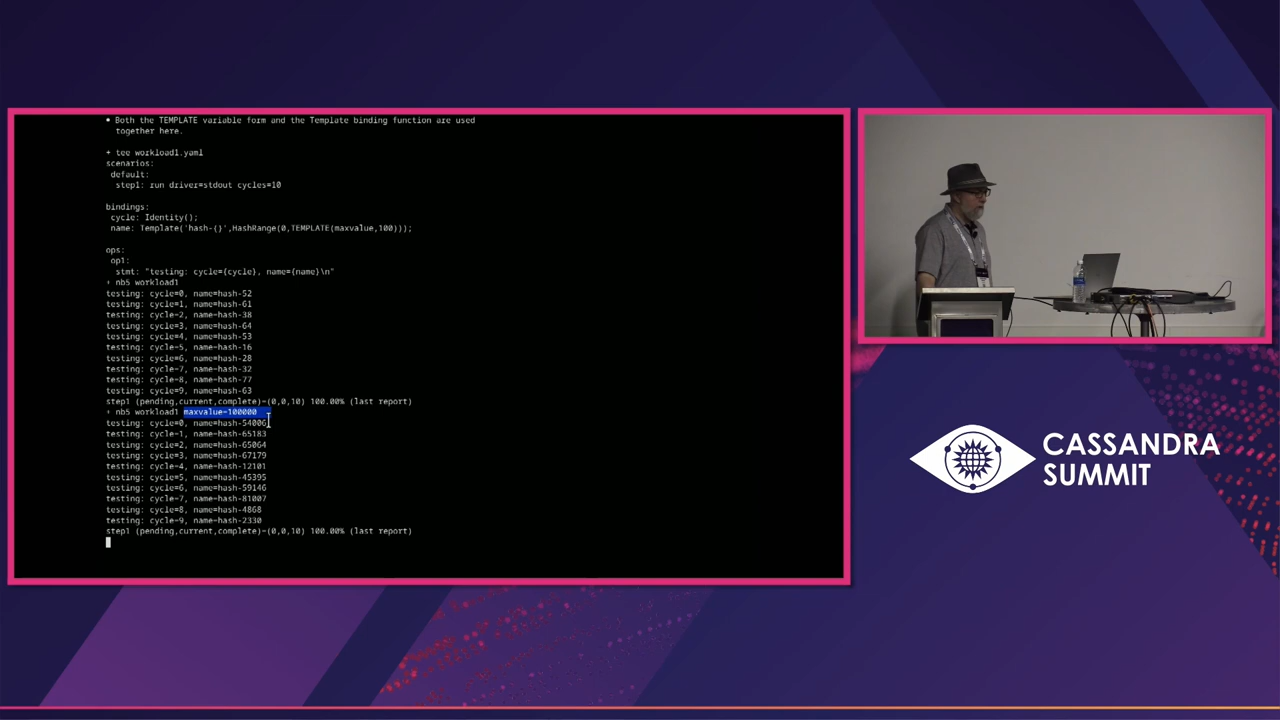 ▪ Both the TEMPLATE variable form and the Template binding function are used
together here.
+ tee workload1.yaml
scenarios:
default:
step1: run driver=stdout cycles=10
bindings:
cycle: Identity();
name: Template('hash-{}',HashRange(0,TEMPLATE(maxvalue,100)));
ops:
op1:
stmt: "testing: cycle={cycle}, name={name}\n"
+ nb5 workload1
testing: cycle=0, name=hash-52
testing: cycle=1, name=hash-61
testing: cycle=2, name=hash-38
testing: cycle=3, name=hash-64
testing: cycle=4, name=hash-53
testing: cycle=5, name=hash-16
testing: cycle=6, name=hash-28
testing: cycle=7, name=hash-32
testing: cycle=8, name=hash-77
testing: cycle=9, name=hash-63
step1 (pending,current,complete)=(0,0,10) 100.00% (last report)
+ nb5 workload1 maxvalue=100000
testing: cycle=0, name=hash-54006
testing: cycle=1, name=hash-65183
testing: cycle=2, name=hash-65064
testing: cycle=3, name=hash-67179
testing: cycle=4, name=hash-12101
testing: cycle=5, name=hash-45395
testing: cycle=6, name=hash-59146
testing: cycle=7, name=hash-81007
testing: cycle=8, name=hash-4868
testing: cycle=9, name=hash-2330
step1 (pending,current,complete)=(0,0,10) 100.00% (last report)
CASSANDRA
SUMMIT